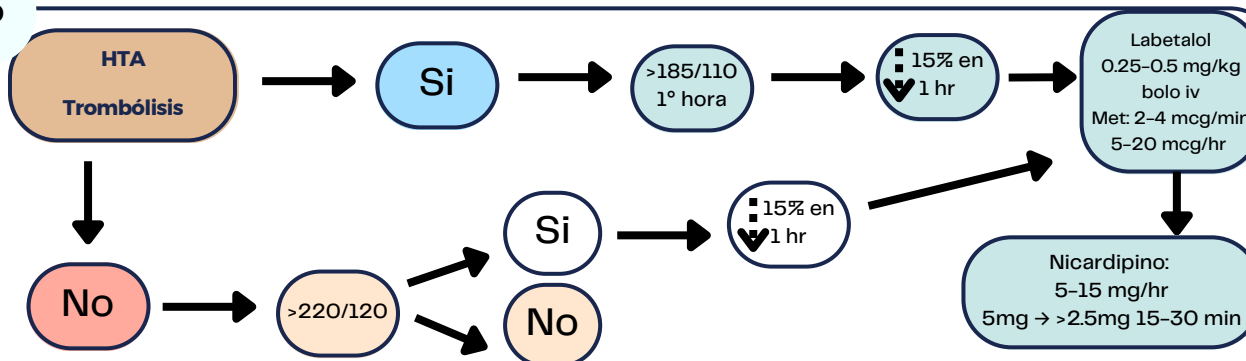 HTA
Trombólisis
Si
>185/110
1° hora
15% en
1 hr
Labetalol
0.25-0.5 mg/kg
bolo iv
Met: 2-4 mcg/min
5-20 mcg/hr
Si
15% en
1 hr
No
>220/120
No
Nicardipino:
5-15 mg/hr
5mg → >2.5mg 15-30 min